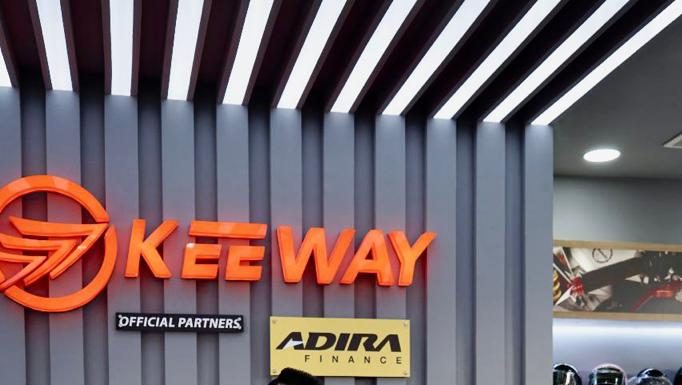 KEEWAY
OFFICIAL PARTNERS
ADIRA
FINANCE